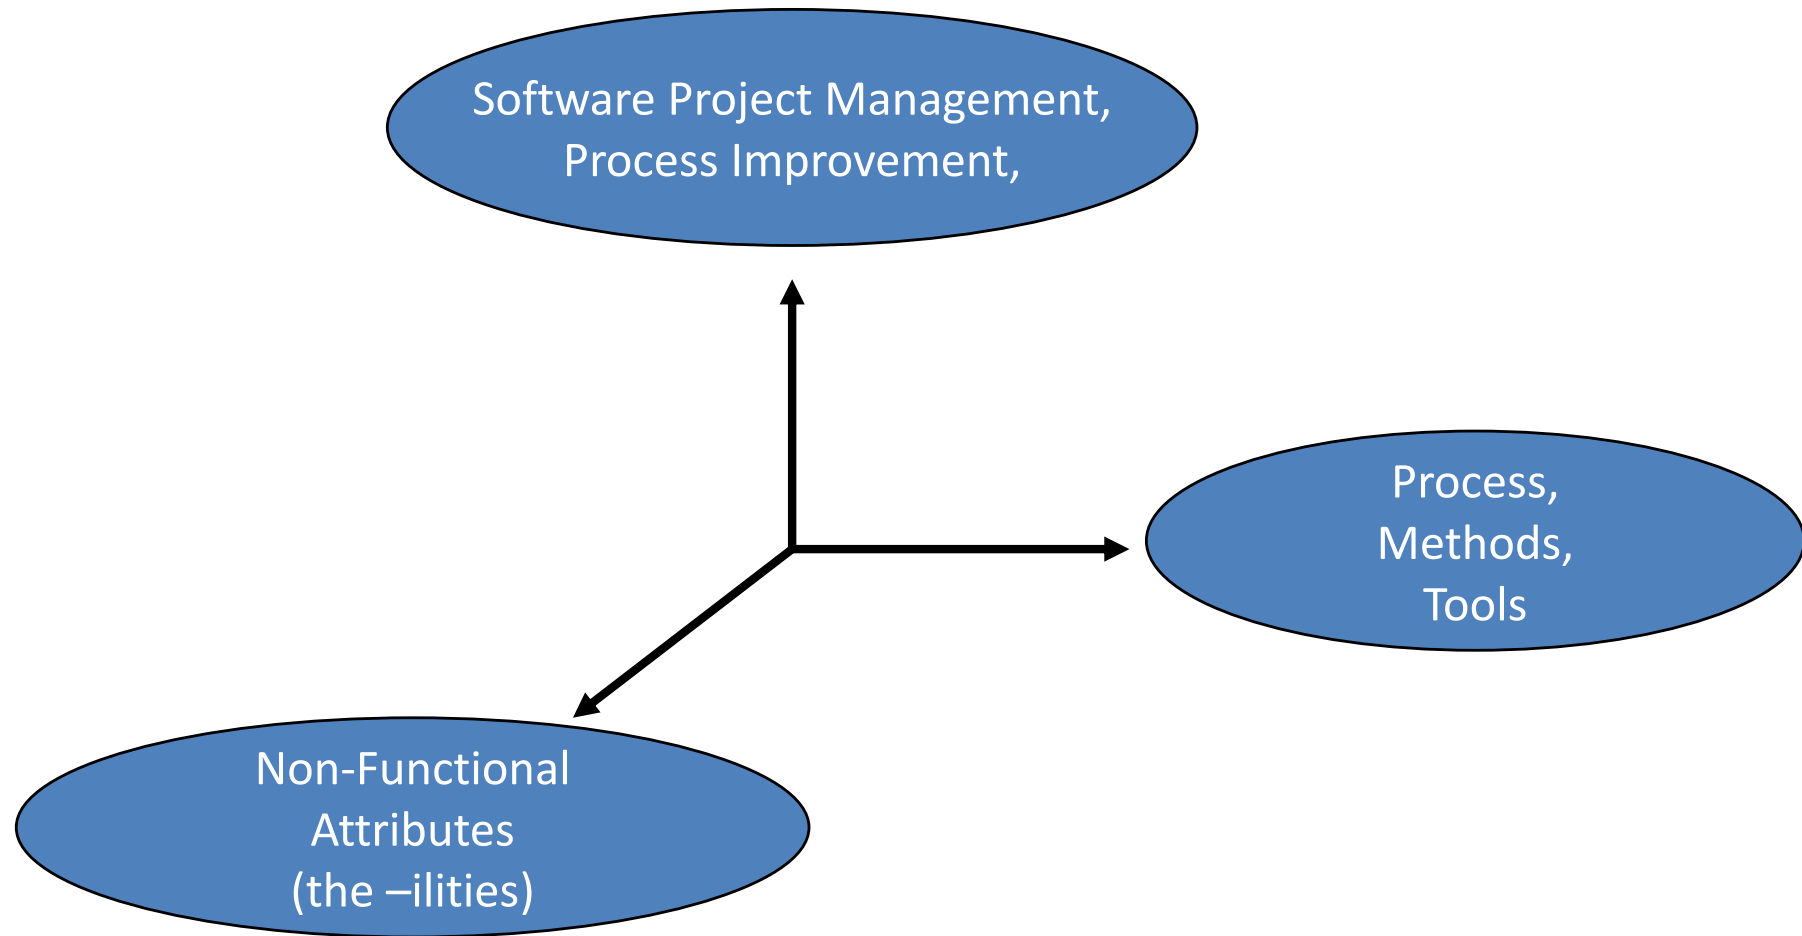 Software Project Management,
Process Improvement,
Process,
Methods,
Tools
Non-Functional
Attributes
(the –ilities)